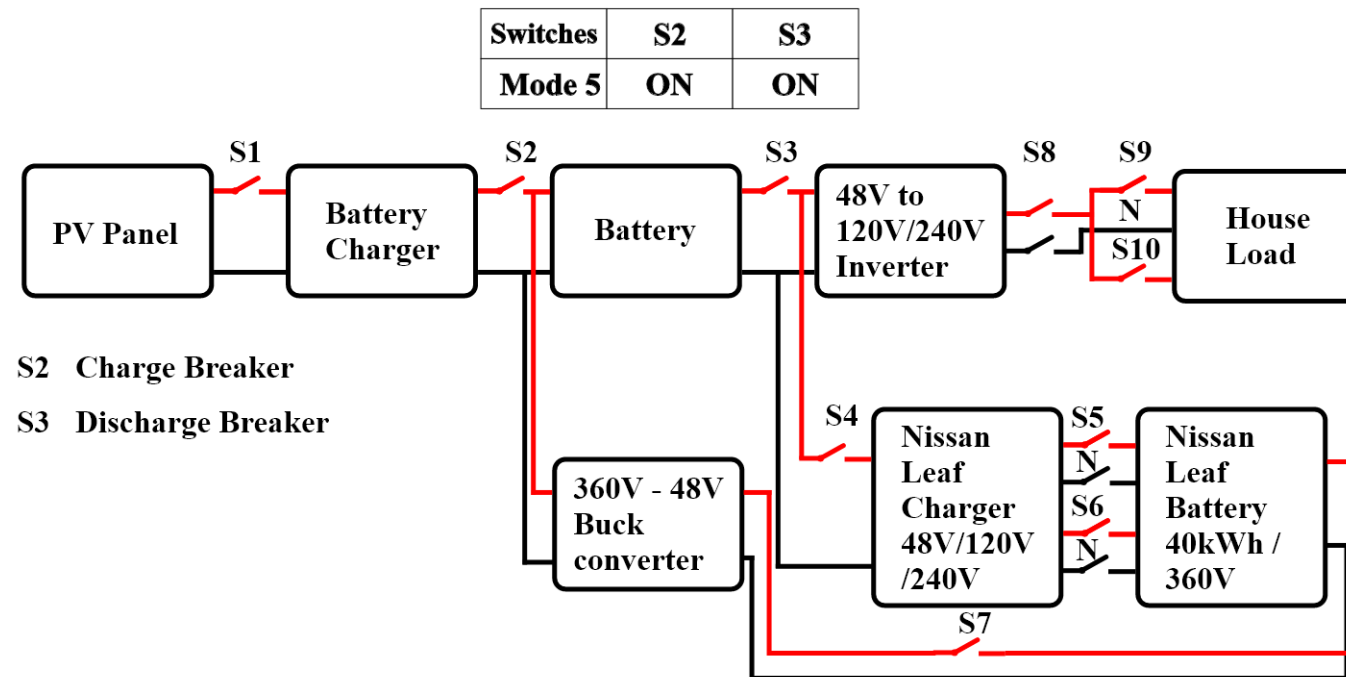 Switches S2 S3
Mode 5 ON ON
S1
S2
S3
S8
S9
PV Panel
Battery
Charger
Battery
48V to
120V/240V
Inverter
N
S10
House
Load
S2 Charge Breaker
S3 Discharge Breaker
S4
360V - 48V
Buck
converter
Nissan
Leaf
Charger
48V/120V
/240V
S5
N
S6
N
Nissan
Leaf
Battery
40kWh /
360V
S7